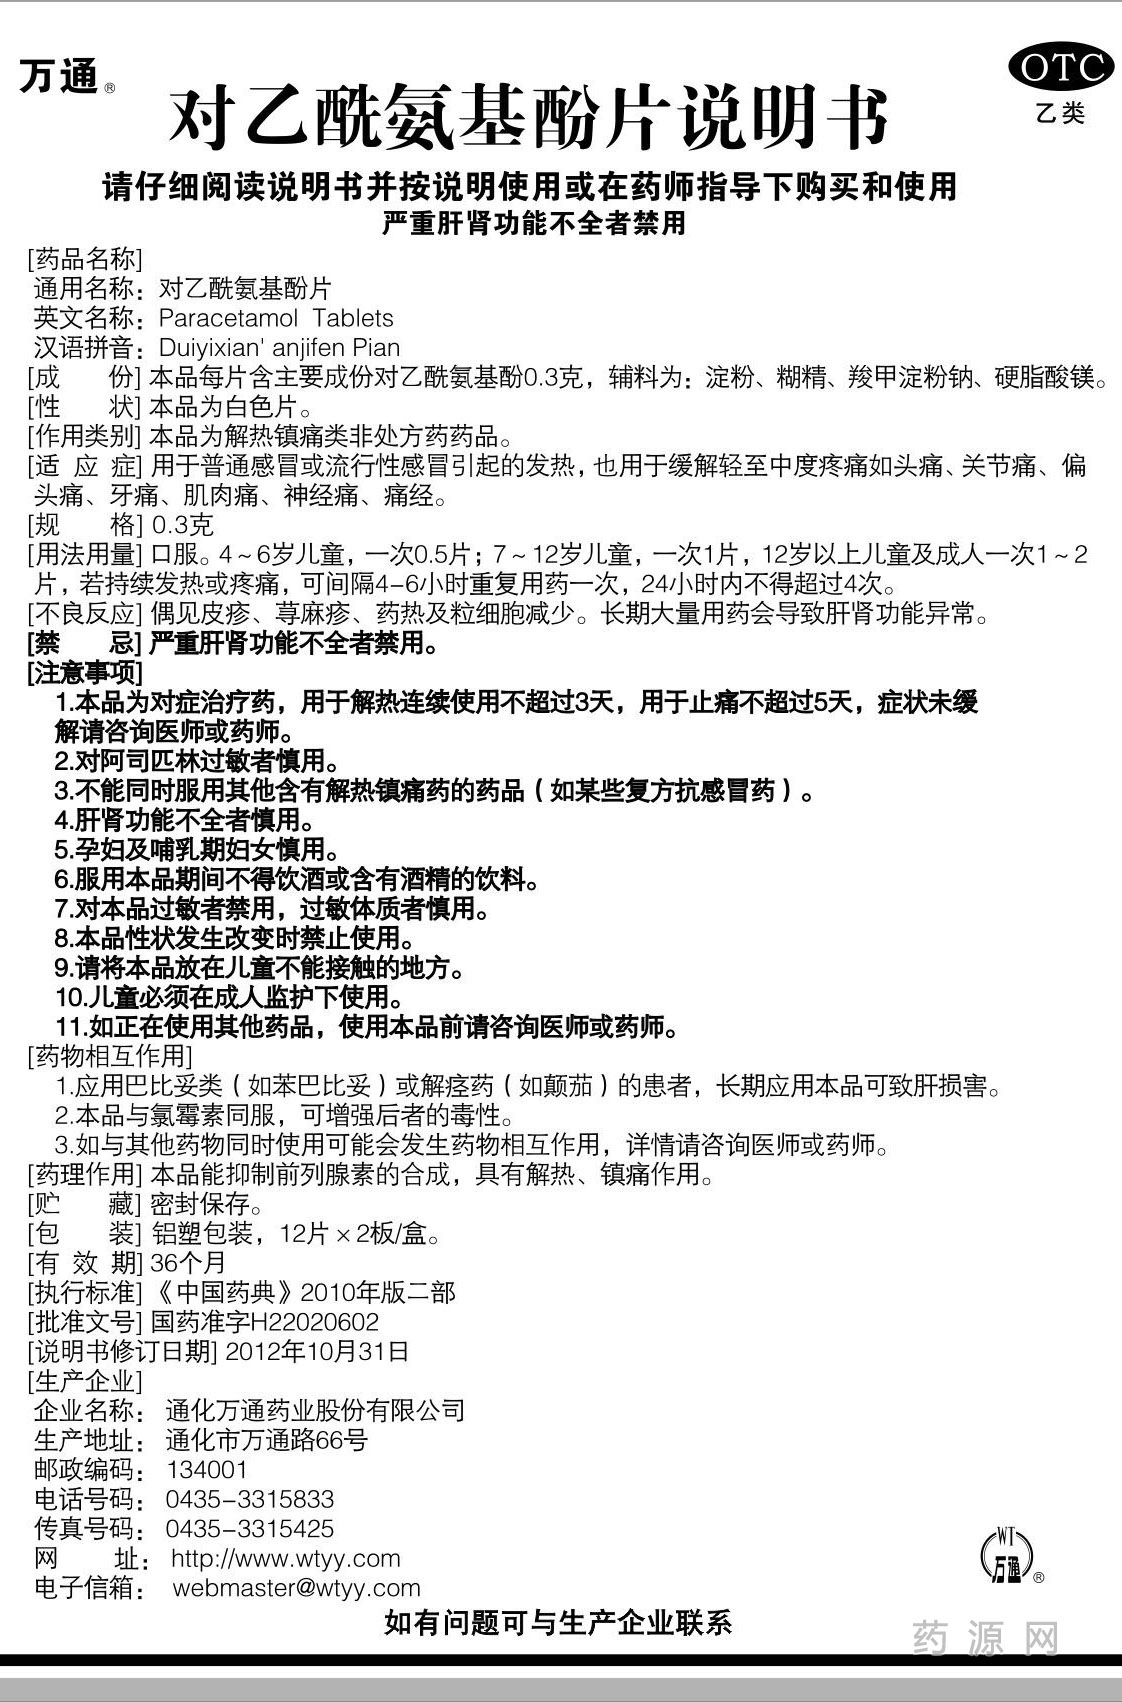 万通®
OTC
乙类
对乙酰氨基酚片说明书
请仔细阅读说明书并按说明使用或在药师指导下购买和使用
严重肝肾功能不全者禁用
[药品名称]
通用名称：对乙酰氨基酚片
英文名称：Paracetamol Tablets
汉语拼音：Duiyixian' anjifen Pian
[成 份] 本品每片含主要成份对乙酰氨基酚0.3克，辅料为：淀粉、糊精、羧甲淀粉钠、硬脂酸镁。
[性 状] 本品为白色片。
[作用类别] 本品为解热镇痛类非处方药药品。
[适 应 症] 用于普通感冒或流行性感冒引起的发热，也用于缓解轻至中度疼痛如头痛、关节痛、偏
头痛、牙痛、肌肉痛、神经痛、痛经。
[规 格] 0.3克
[用法用量] 口服。4～6岁儿童，一次0.5片；7～12岁儿童，一次1片，12岁以上儿童及成人一次1～2
片，若持续发热或疼痛，可间隔4-6小时重复用药一次，24小时内不得超过4次。
[不良反应] 偶见皮疹、荨麻疹、药热及粒细胞减少。长期大量用药会导致肝肾功能异常。
[禁 忌] 严重肝肾功能不全者禁用。
[注意事项]
1.本品为对症治疗药，用于解热连续使用不超过3天，用于止痛不超过5天，症状未缓
解请咨询医师或药师。
2.对阿司匹林过敏者慎用。
3.不能同时服用其他含有解热镇痛药的药品（如某些复方抗感冒药）。
4.肝肾功能不全者慎用。
5.孕妇及哺乳期妇女慎用。
6.服用本品期间不得饮酒或含有酒精的饮料。
7.对本品过敏者禁用，过敏体质者慎用。
8.本品性状发生改变时禁止使用。
9.请将本品放在儿童不能接触的地方。
10.儿童必须在成人监护下使用。
11.如正在使用其他药品，使用本品前请咨询医师或药师。
[药物相互作用]
1.应用巴比妥类（如苯巴比妥）或解痉药（如颠茄）的患者，长期应用本品可致肝损害。
2.本品与氯霉素同服，可增强后者的毒性。
3.如与其他药物同时使用可能会发生药物相互作用，详情请咨询医师或药师。
[药理作用] 本品能抑制前列腺素的合成，具有解热、镇痛作用。
[贮 藏] 密封保存。
[包 装] 铝塑包装，12片×2板/盒。
[有 效 期] 36个月
[执行标准]《中国药典》2010年版二部
[批准文号] 国药准字H22020602
[说明书修订日期] 2012年10月31日
[生产企业]
企业名称： 通化万通药业股份有限公司
生产地址： 通化市万通路66号
邮政编码： 134001
电话号码： 0435-3315833
传真号码： 0435-3315425
网 址： http://www.wtyy.com
电子信箱： webmaster@wtyy.com
WT
万通®
如有问题可与生产企业联系
药源网